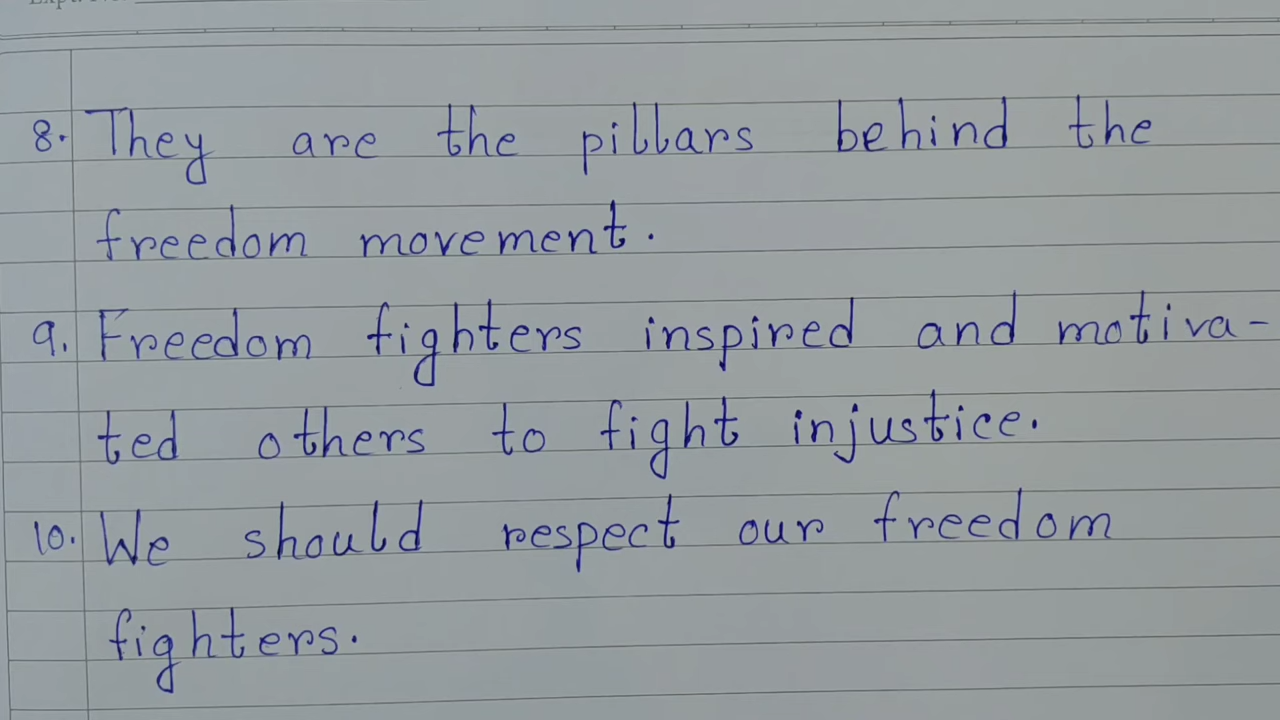 8. They are the pillars behind the
freedom movement.
9. Freedom fighters inspired and motiva-
ted others to fight injustice.
10. We should respect our freedom
fighters.